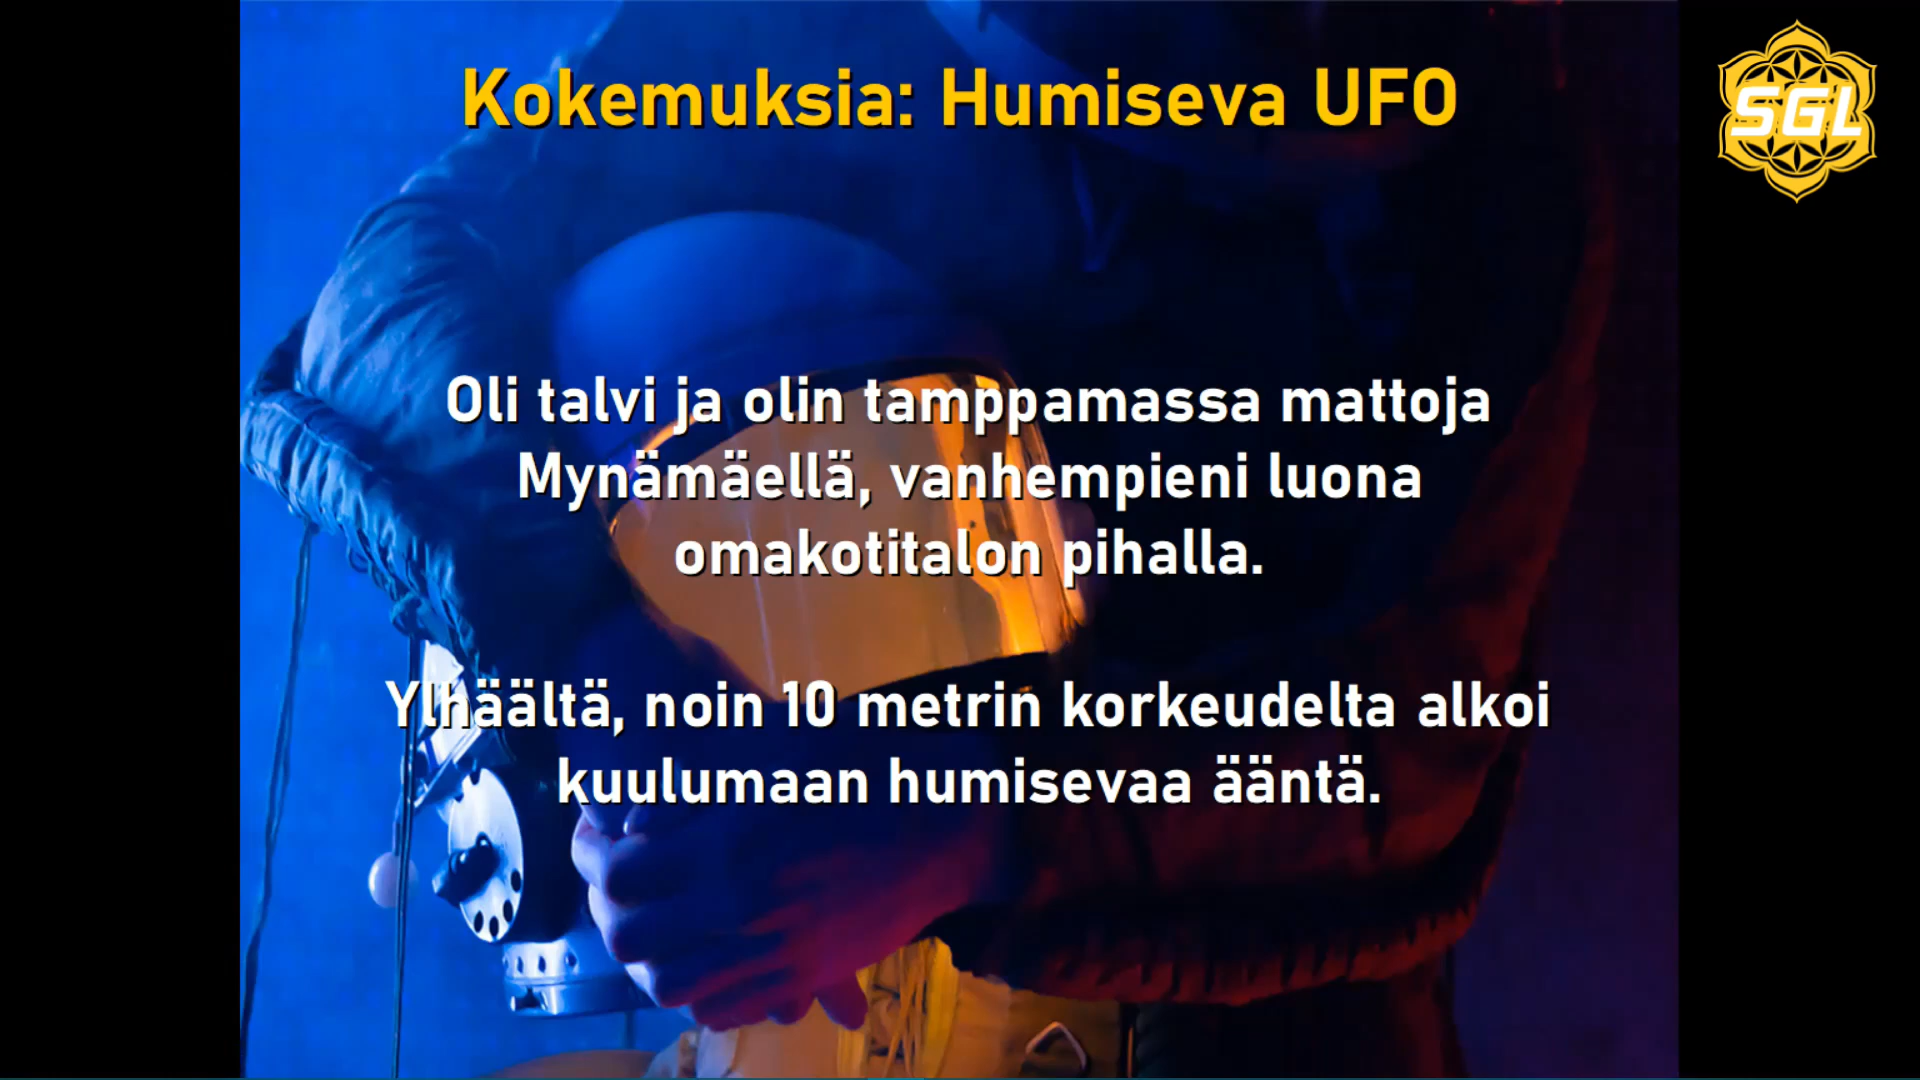 Kokemuksia: Humiseva UFO
SGL
Oli talvi ja olin tamppamassa mattoja
Mynämäellä, vanhempieni luona
omakotitalon pihalla.
Ylhäältä, noin 10 metrin korkeudelta alkoi
kuulumaan humisevaa ääntä.